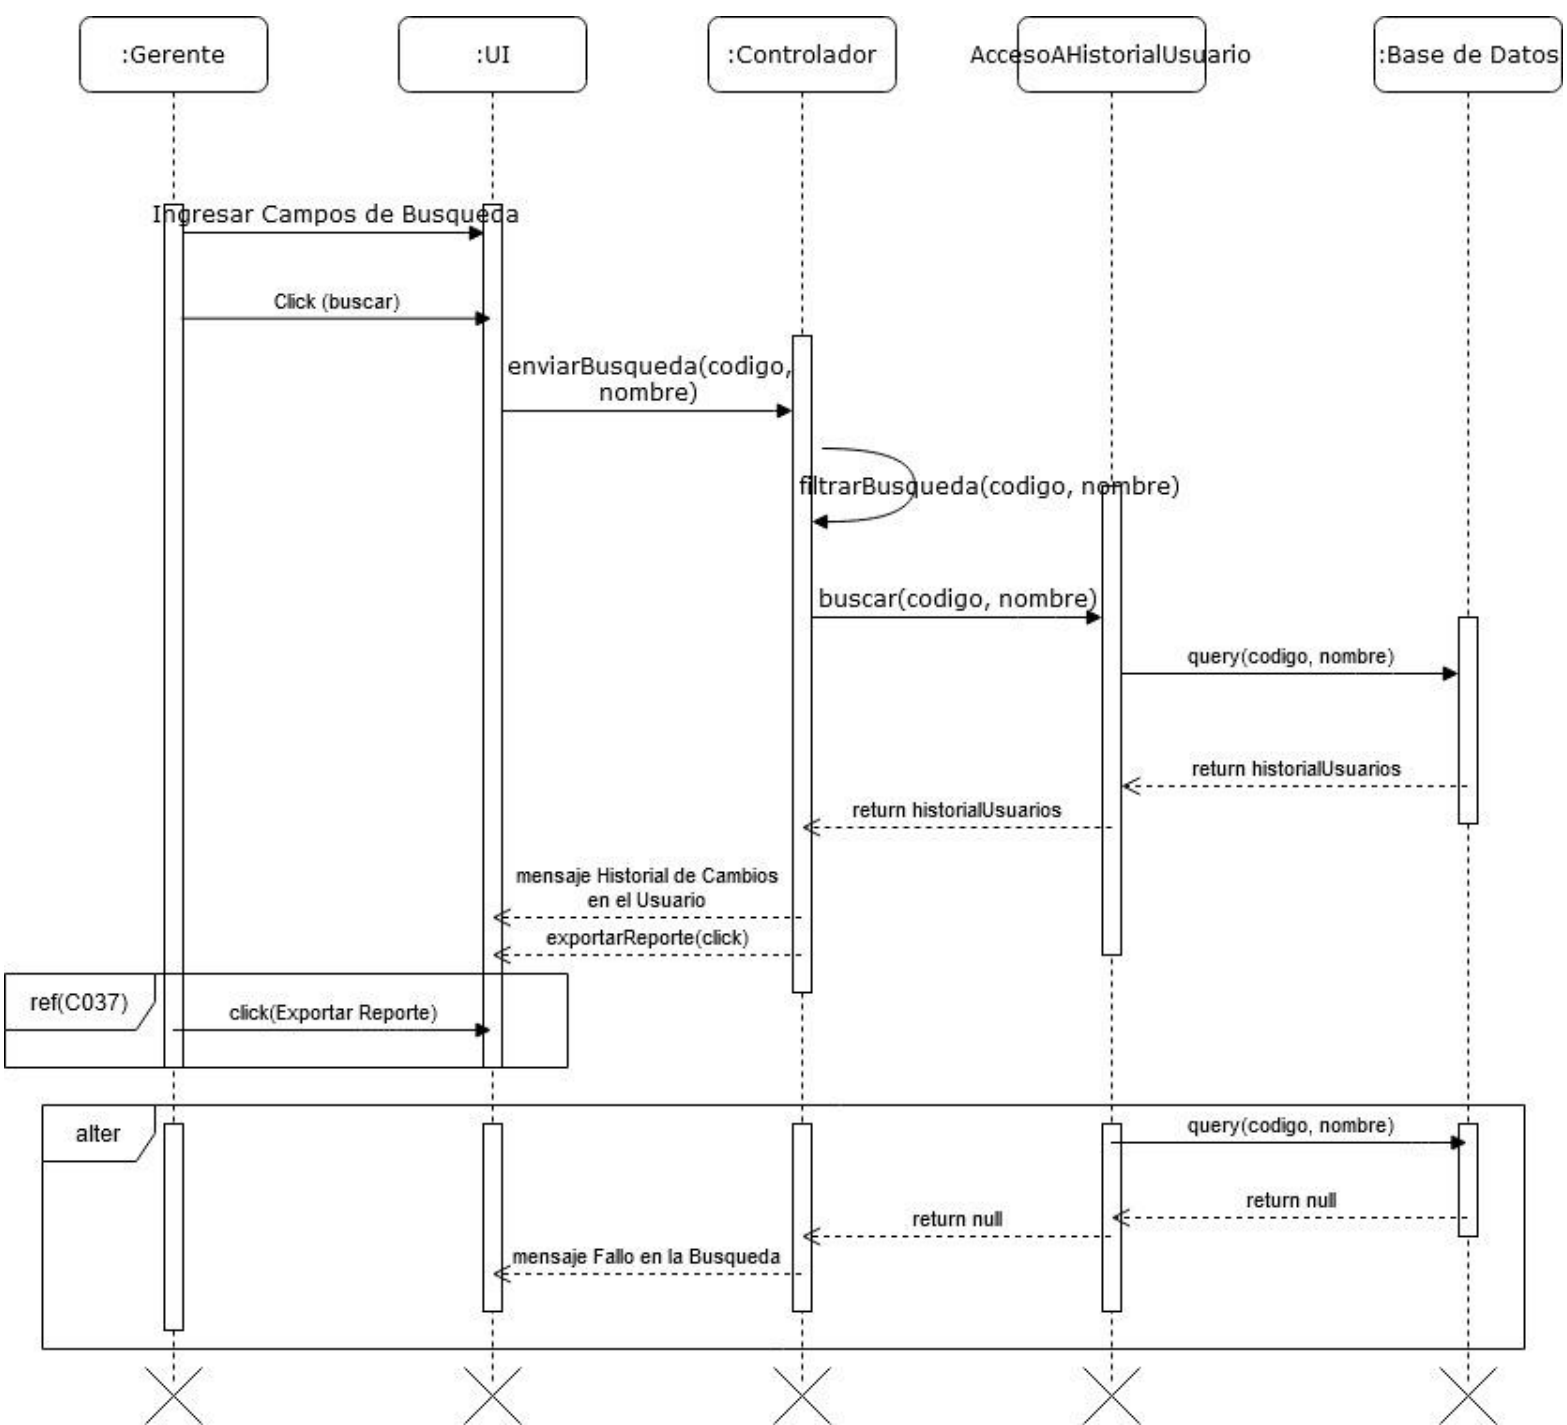 :Gerente
:UI
:Controlador
AccesoAHistorialUsuario
:Base de Datos
Ingresar Campos de Busqueda
Click (buscar)
enviarBusqueda(codigo,
nombre)
filtrarBusqueda(codigo, nombre)
buscar(codigo, nombre)
query(codigo, nombre)
return historialUsuarios
return historialUsuarios
mensaje Historial de Cambios
en el Usuario
exportarReporte(click)
ref(C037)
click(Exportar Reporte)
alter
query(codigo, nombre)
return null
return null
mensaje Fallo en la Busqueda